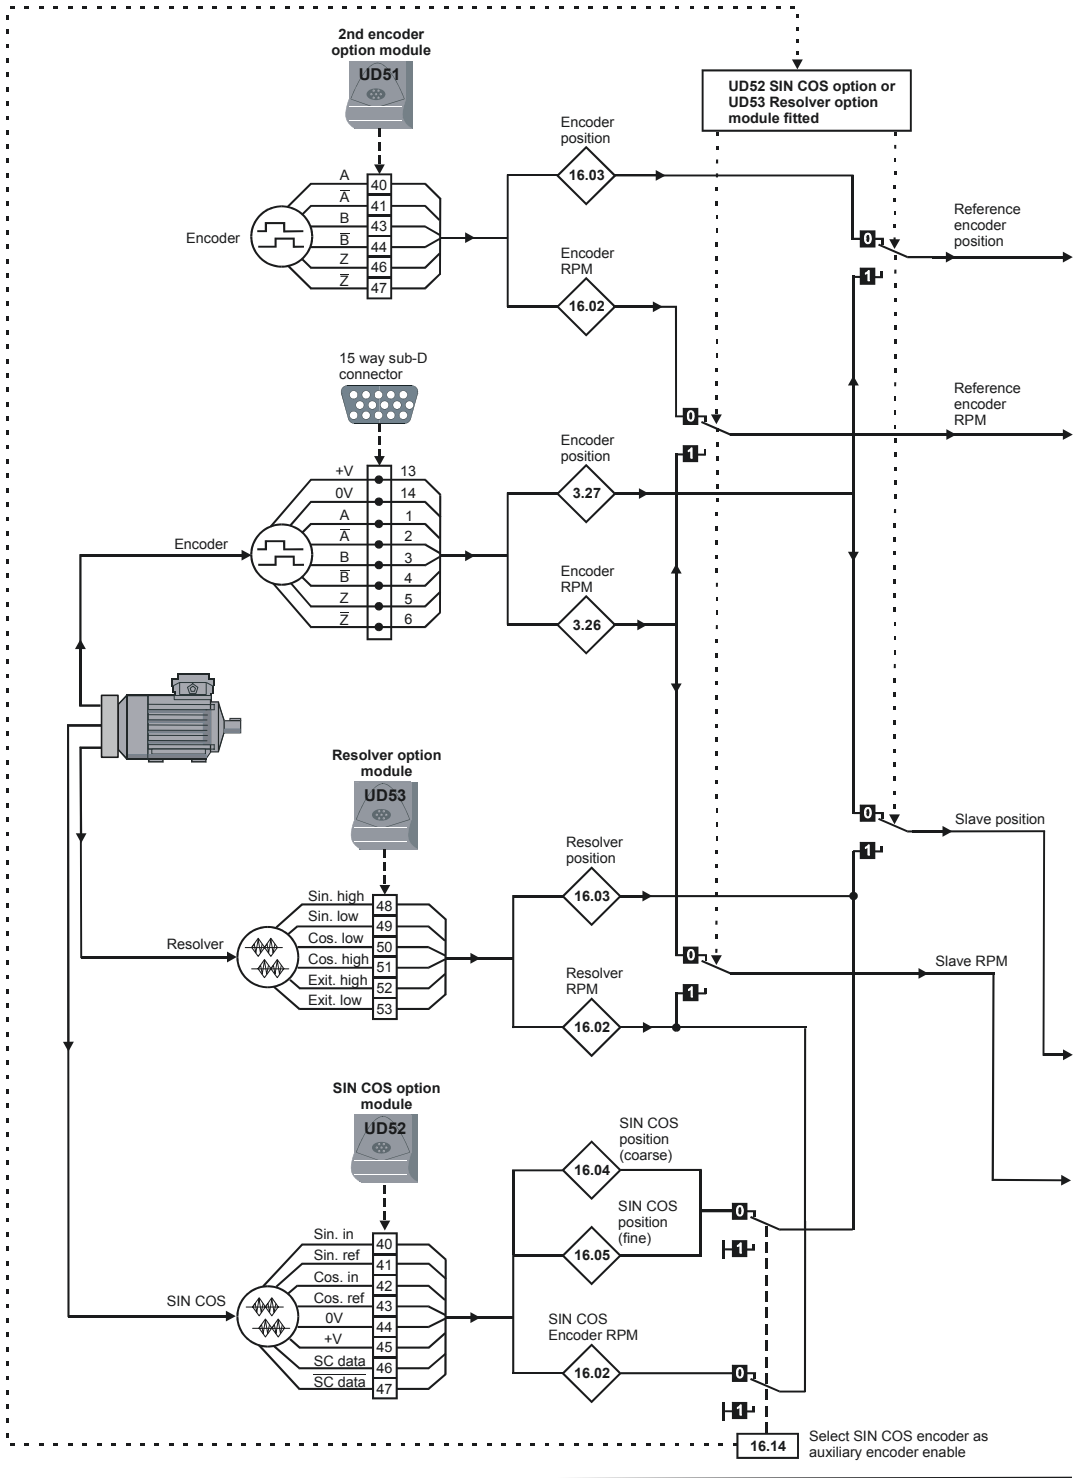 2nd encoder
option module
UD51
UD52 SIN COS option or
UD53 Resolver option
module fitted
Encoder
position
16.03
A
40
A̅
41
B
43
B̅
44
Z
46
Z̅
47
Encoder
Encoder
RPM
16.02
0
1
Reference
encoder
position
15 way sub-D
connector
0
1
Reference
encoder
RPM
Encoder
position
3.27
+V
13
0V
14
A
1
A̅
2
B
3
B̅
4
Z
5
Z̅
6
Encoder
Encoder
RPM
3.26
Resolver option
module
UD53
0
1
Slave position
Resolver
position
16.03
Sin. high
48
Sin. low
49
Cos. low
50
Cos. high
51
Exit. high
52
Exit. low
53
Resolver
Resolver
RPM
16.02
0
1
Slave RPM
SIN COS option
module
UD52
SIN COS
position
(coarse)
16.04
SIN COS
position
(fine)
16.05
0
1
Sin. in
40
Sin. ref
41
Cos. in
42
Cos. ref
43
0V
44
+V
45
SC data
46
S̅C̅ ̅d̅a̅t̅a̅
47
SIN COS
SIN COS
Encoder RPM
16.02
0
1
16.14
Select SIN COS encoder as
auxiliary encoder enable